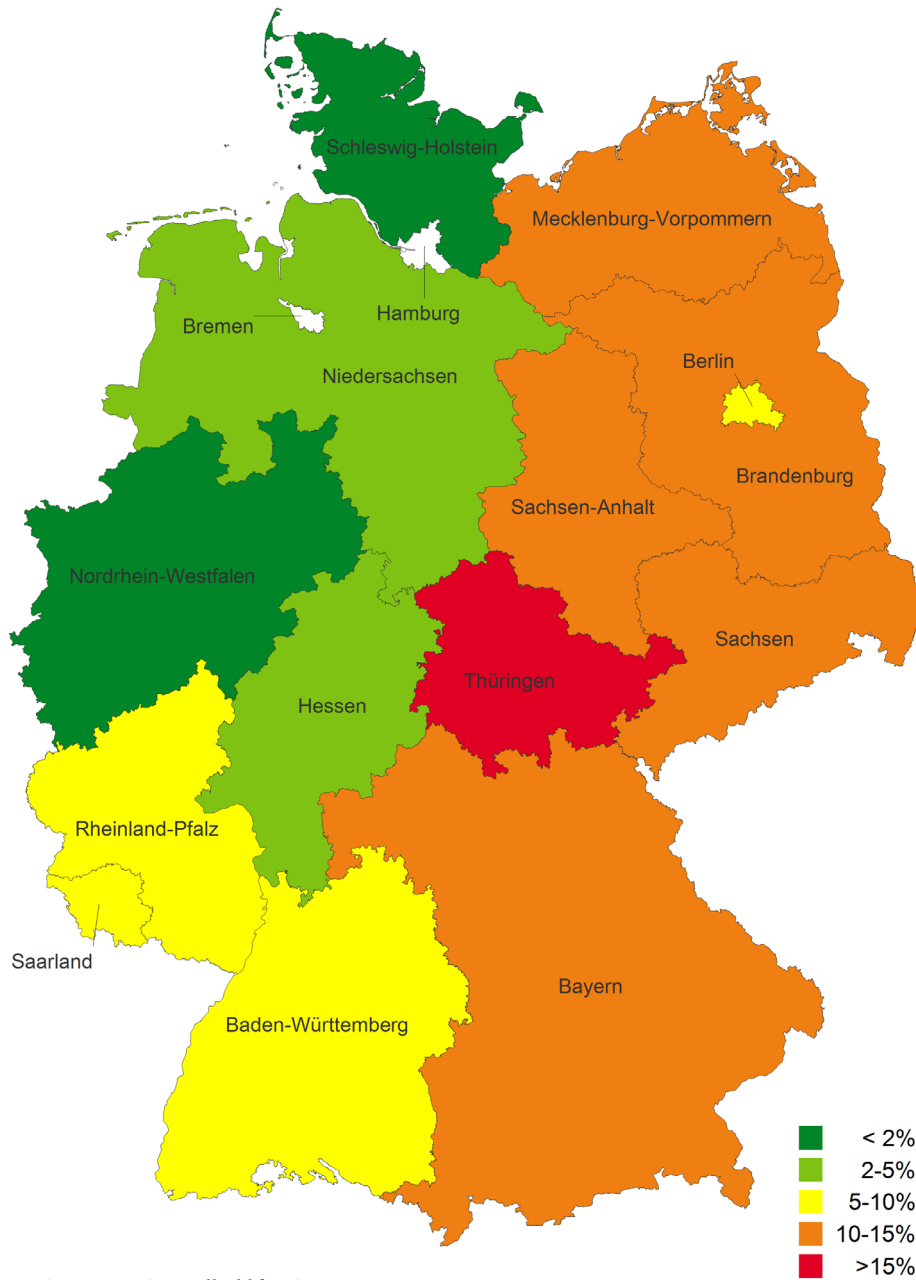 Schleswig-Holstein
Mecklenburg-Vorpommern
Hamburg
Bremen
Berlin
Niedersachsen
Brandenburg
Sachsen-Anhalt
Nordrhein-Westfalen
Sachsen
Thüringen
Hessen
Rheinland-Pfalz
Saarland
Bayern
Baden-Württemberg
< 2%
2-5%
5-10%
10-15%
>15%